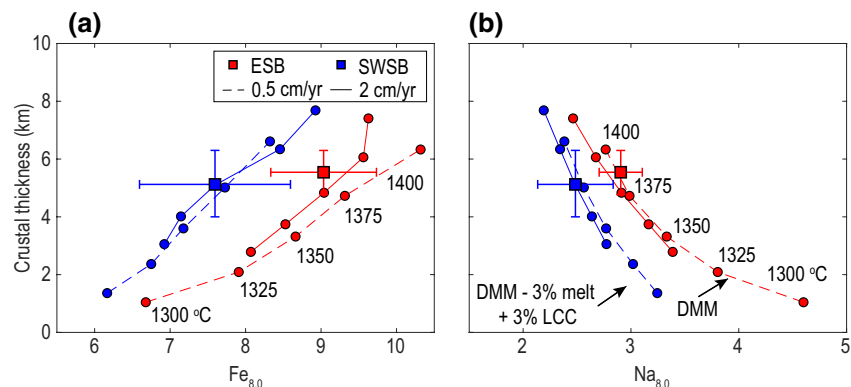 (a)
(b)
ESB
SWSB
0.5 cm/yr
2 cm/yr
Crustal thickness (km)
10
8
6
4
2
0
1400
1375
1350
1325
1300 °C
6
7
8
9
10
Fe8.0
1400
1375
1350
1325
1300 °C
DMM - 3% melt
+ 3% LCC
DMM
2
3
4
5
Na8.0